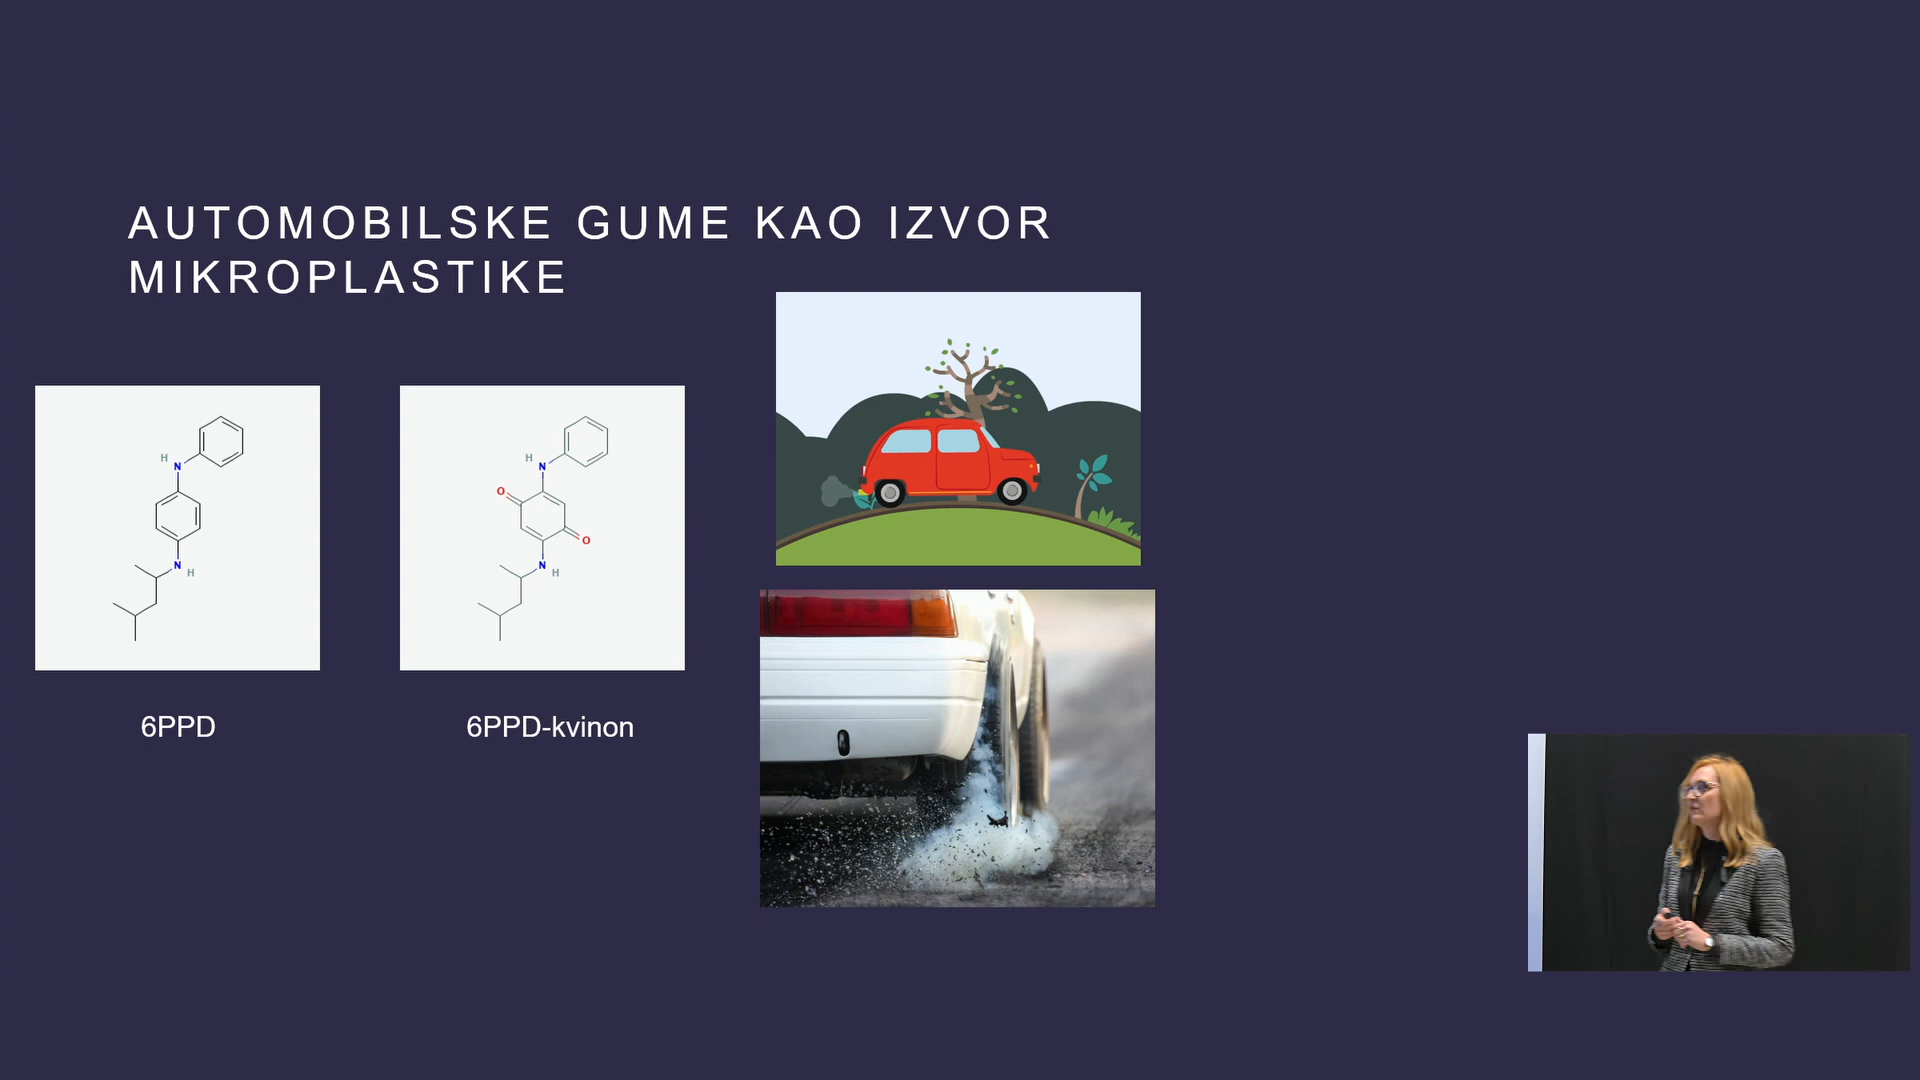 AUTOMOBILSKE GUME KAO IZVOR
MIKROPLASTIKE
H
N
N
H
6PPD
H
N
O
O
N
H
6PPD-kvinon